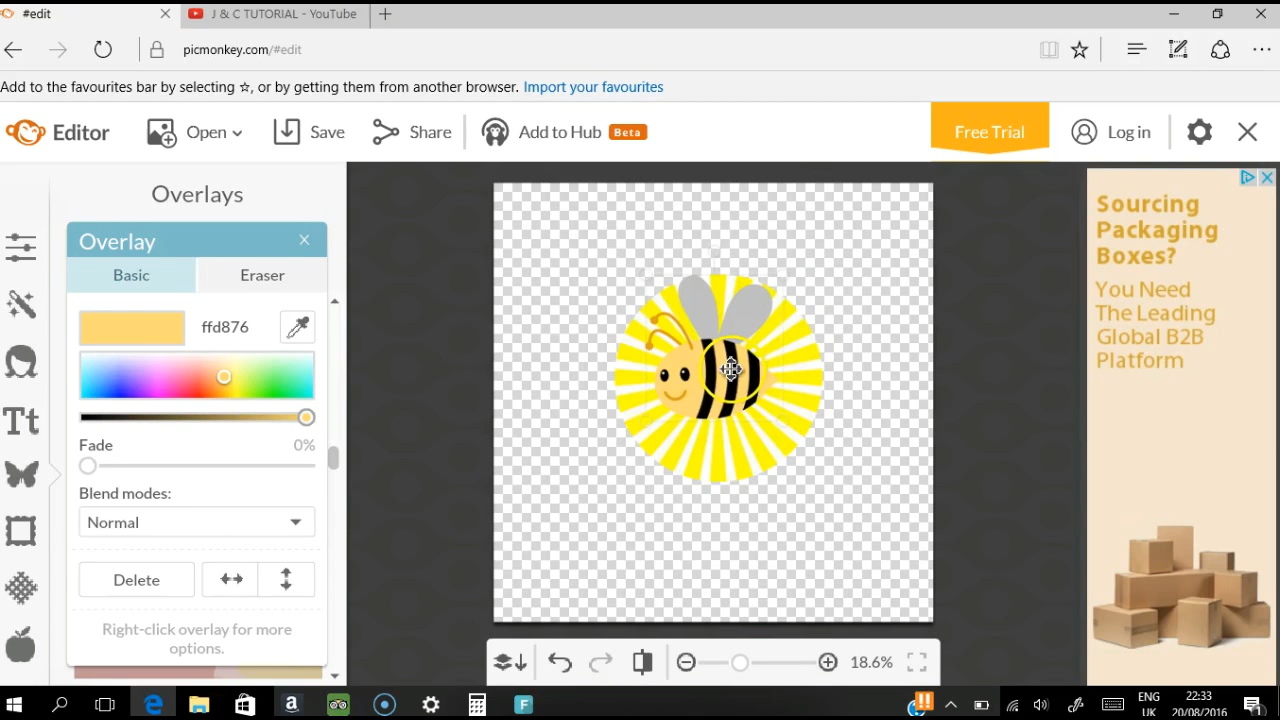 #edit
J & C TUTORIAL - YouTube
picmonkey.com/#edit
Add to the favourites bar by selecting ☆, or by getting them from another browser. Import your favourites
Editor
Open
Save
Share
Add to Hub Beta
Free Trial
Log in
Overlays
Overlay
Basic
Eraser
ffd876
Fade 0%
Blend modes:
Normal
Delete
Right-click overlay for more
options.
18.6%
Sourcing
Packaging
Boxes?
You Need
The Leading
Global B2B
Platform
ENG
UK
22:33
20/08/2016